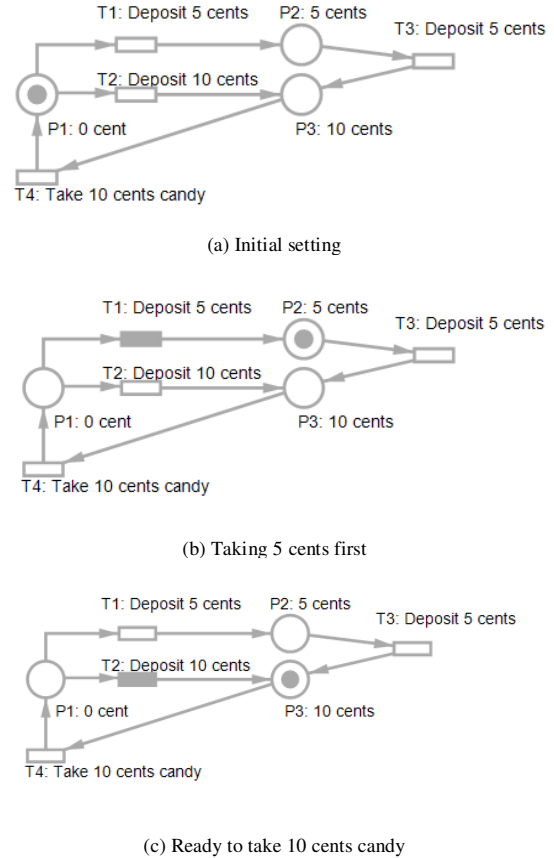 T1: Deposit 5 cents P2: 5 cents
T3: Deposit 5 cents
T2: Deposit 10 cents
P1: 0 cent
P3: 10 cents
T4: Take 10 cents candy
(a) Initial setting
T1: Deposit 5 cents P2: 5 cents
T3: Deposit 5 cents
T2: Deposit 10 cents
P1: 0 cent
P3: 10 cents
T4: Take 10 cents candy
(b) Taking 5 cents first
T1: Deposit 5 cents P2: 5 cents
T3: Deposit 5 cents
T2: Deposit 10 cents
P1: 0 cent
P3: 10 cents
T4: Take 10 cents candy
(c) Ready to take 10 cents candy